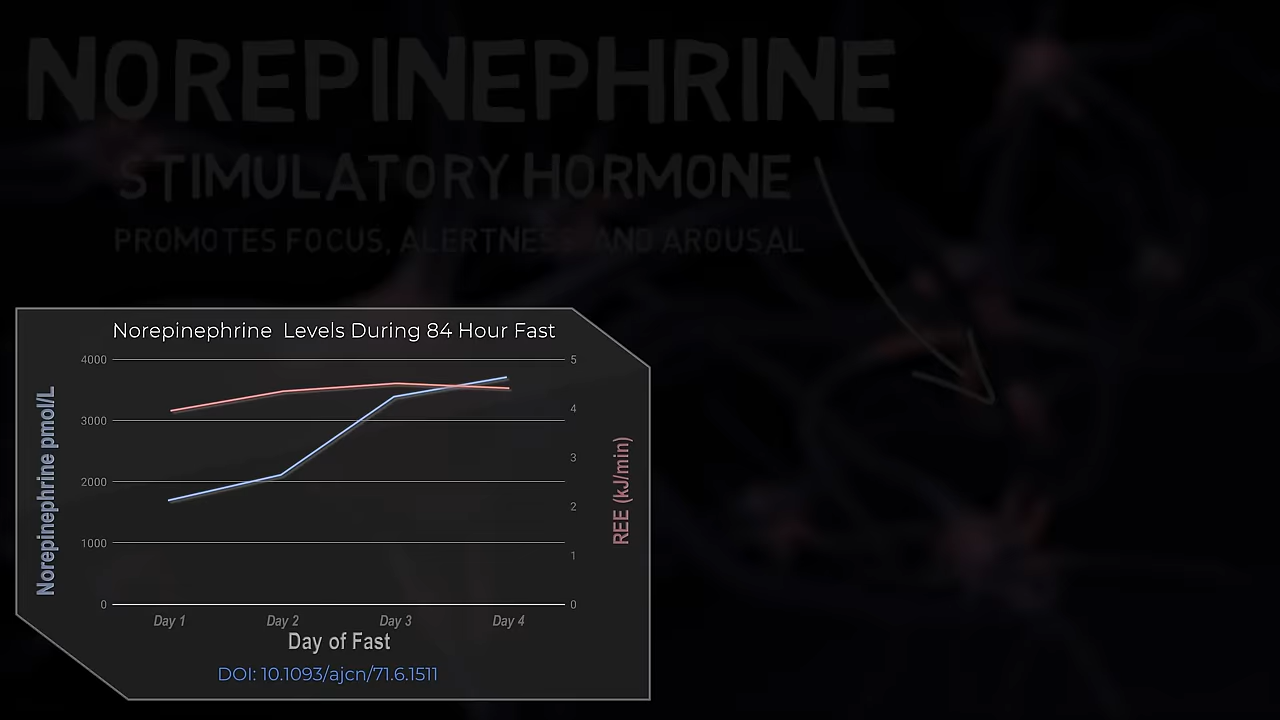 NOREPINEPHRINE
STIMULATORY HORMONE
PROMOTES FOCUS, ALERTNESS AND AROUSAL
Norepinephrine Levels During 84 Hour Fast
4000
3000
2000
1000
0
5
4
3
2
1
0
Norepinephrine pmol/L
REE (kJ/min)
Day 1 Day 2 Day 3 Day 4
Day of Fast
DOI: 10.1093/ajcn/71.6.1511